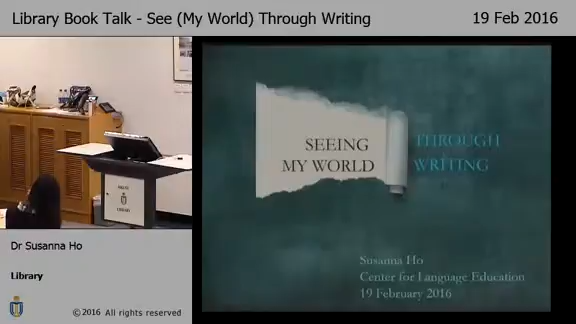 Library Book Talk - See (My World) Through Writing
19 Feb 2016
SEEING
MY WORLD
THROUGH
WRITING
Susanna Ho
Center for Language Education
19 February 2016
LIBRARY
Dr Susanna Ho
Library
©2016 All rights reserved